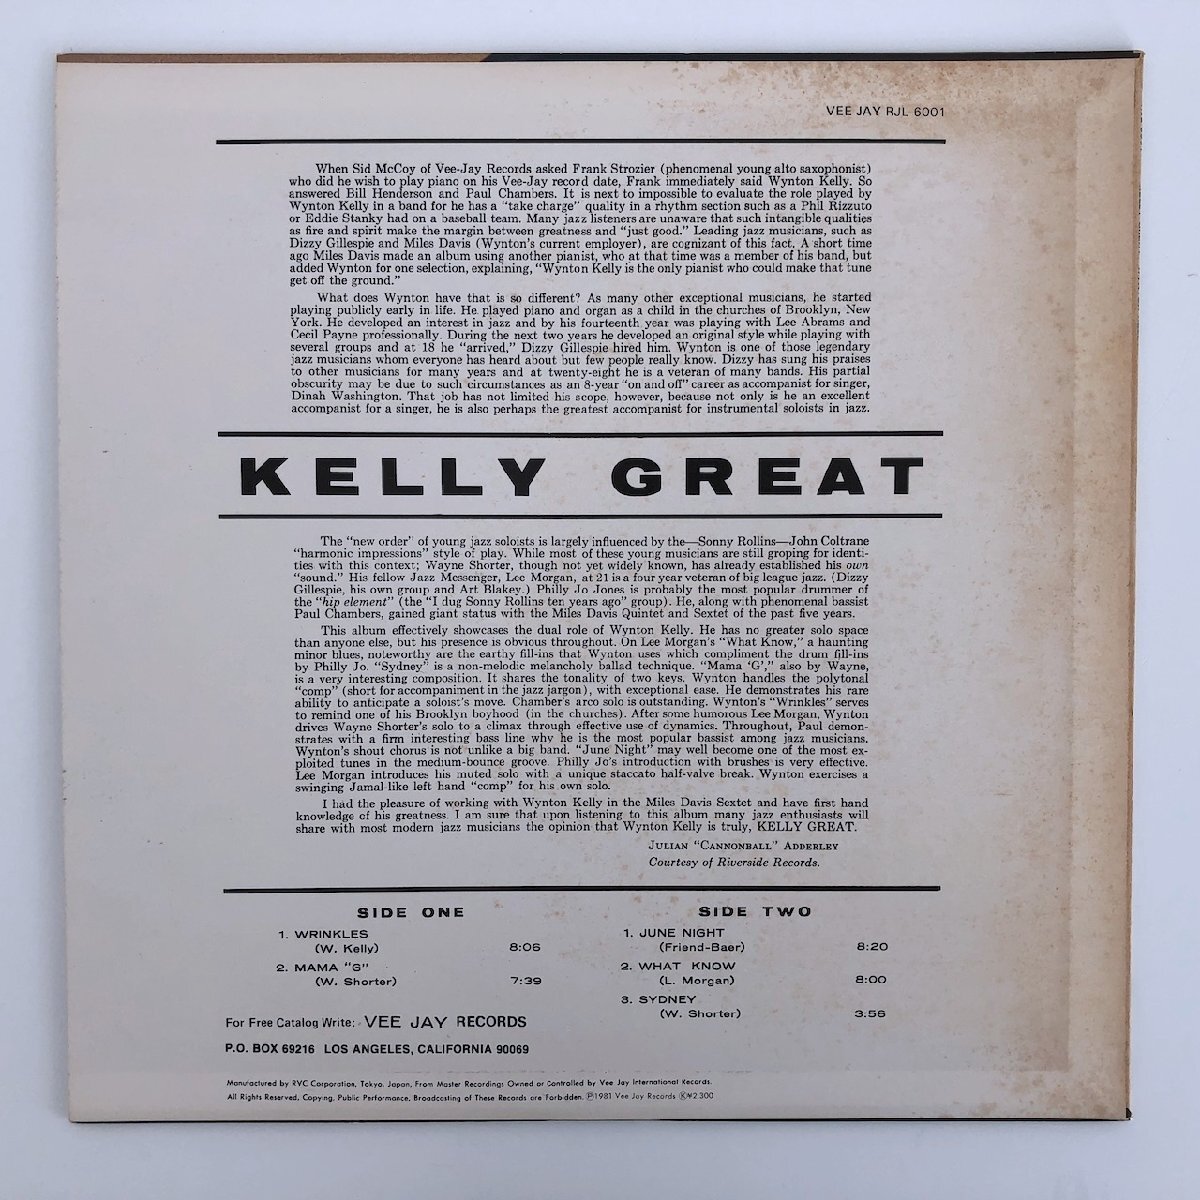 VEE JAY RJL 6001
When Sid McCoy of Vee-Jay Records asked Frank Strozier (phenomenal young alto saxophonist)
who did he wish to play piano on his Vee-Jay record date, Frank immediately said Wynton Kelly. So
answered Bill Henderson and Paul Chambers. It is next to impossible to evaluate the role played by
Wynton Kelly in a band for he has a "take charge" quality in a rhythm section such as a Phil Rizzuto
or Eddie Stanky had on a baseball team. Many jazz listeners are unaware that such intangible qualities
as fire and spirit make the margin between greatness and "just good." Leading jazz musicians, such as
Dizzy Gillespie and Miles Davis (Wynton's current employer), are cognizant of this fact. A short time
ago Miles Davis made an album using another pianist, who at that time was a member of his band, but
added Wynton for one selection, explaining, "Wynton Kelly is the only pianist who could make that tune
get off the ground."
What does Wynton have that is so different? As many other exceptional musicians, he started
playing publicly early in life. He played piano and organ as a child in the churches of Brooklyn, New
York. He developed an interest in jazz and by his fourteenth year was playing with Lee Abrams and
Cecil Payne professionally. During the next two years he developed an original style while playing with
several groups and at 18 he "arrived," Dizzy Gillespie hired him. Wynton is one of those legendary
jazz musicians whom everyone has heard about but few people really know. Dizzy has sung his praises
to other musicians for many years and at twenty-eight he is a veteran of many bands. His partial
obscurity may be due to such circumstances as an 8-year "on and off" career as accompanist for singer,
Dinah Washington. That job has not limited his scope, however, because not only is he an excellent
accompanist for a singer, he is also perhaps the greatest accompanist for instrumental soloists in jazz.
KELLY GREAT
The "new order" of young jazz soloists is largely influenced by the—Sonny Rollins—John Coltrane
"harmonic impressions" style of play. While most of these young musicians are still groping for identi-
ties with this context; Wayne Shorter, though not yet widely known, has already established his own
"sound." His fellow Jazz Messenger, Lee Morgan, at 21 is a four year veteran of big league jazz. (Dizzy
Gillespie, his own group and Art Blakey.) Philly Jo Jones is probably the most popular drummer of
the "hip element" (the "I dug Sonny Rollins ten years ago" group). He, along with phenomenal bassist
Paul Chambers, gained giant status with the Miles Davis Quintet and Sextet of the past five years.
This album effectively showcases the dual role of Wynton Kelly. He has no greater solo space
than anyone else, but his presence is obvious throughout. On Lee Morgan's "What Know," a haunting
minor blues, noteworthy are the earthy fill-ins that Wynton uses which compliment the drum fill-ins
by Philly Jo. "Sydney" is a non-melodic melancholy ballad technique. "Mama 'G'," also by Wayne,
is a very interesting composition. It shares the tonality of two keys. Wynton handles the polytonal
"comp" (short for accompaniment in the jazz jargon), with exceptional ease. He demonstrates his rare
ability to anticipate a soloist's move. Chamber's arco solo is outstanding. Wynton's "Wrinkles" serves
to remind one of his Brooklyn boyhood (in the churches). After some humorous Lee Morgan, Wynton
drives Wayne Shorter's solo to a climax through effective use of dynamics. Throughout, Paul demon-
strates with a firm interesting bass line why he is the most popular bassist among jazz musicians.
Wynton's shout chorus is not unlike a big band. "June Night" may well become one of the most ex-
ploited tunes in the medium-bounce groove. Philly Jo's introduction with brushes is very effective.
Lee Morgan introduces his muted solo with a unique staccato half-valve break. Wynton exercises a
swinging Jamal-like left hand "comp" for his own solo.
I had the pleasure of working with Wynton Kelly in the Miles Davis Sextet and have first hand
knowledge of his greatness. I am sure that upon listening to this album many jazz enthusiasts will
share with most modern jazz musicians the opinion that Wynton Kelly is truly, KELLY GREAT.
JULIAN "CANNONBALL" ADDERLEY
Courtesy of Riverside Records.
SIDE ONE
1. WRINKLES
(W. Kelly) 8:05
2. MAMA "G"
(W. Shorter) 7:39
SIDE TWO
1. JUNE NIGHT
(Friend-Baer) 8:20
2. WHAT KNOW
(L. Morgan) 8:00
3. SYDNEY
(W. Shorter) 3:56
For Free Catalog Write: VEE JAY RECORDS
P.O. BOX 69216 LOS ANGELES, CALIFORNIA 90069
Manufactured by RVC Corporation, Tokyo, Japan, From Master Recordings Owned or Controlled by Vee Jay International Records.
All Rights Reserved, Copying, Public Performance, Broadcasting of These Records are Forbidden. Ⓟ1981 Vee Jay Records Ⓚ¥2300